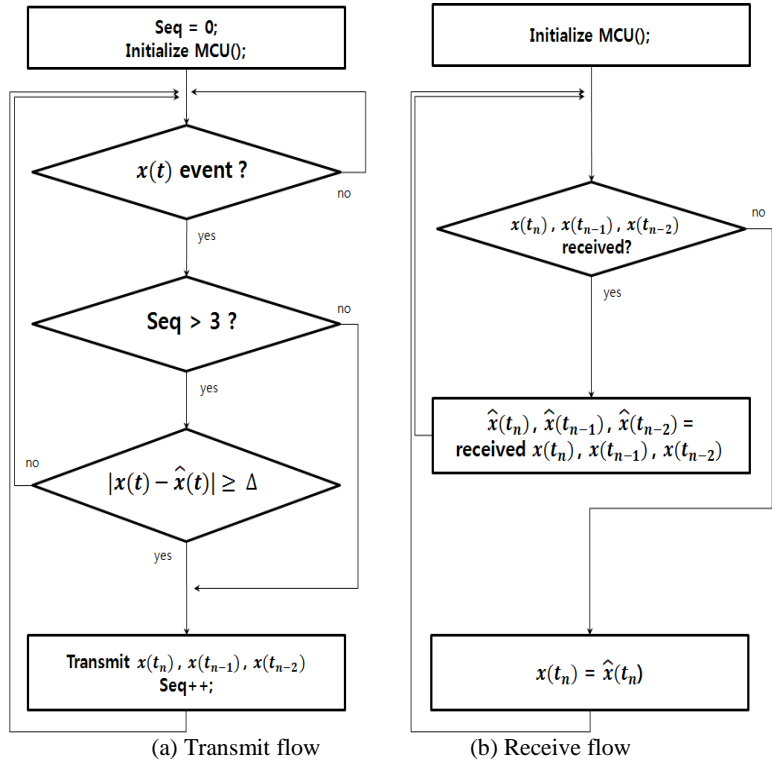 Seq = 0;
Initialize MCU();
x(t) event ?
no
yes
Seq > 3 ?
no
yes
no
|x(t) − x̂(t)| ≥ Δ
yes
Transmit x(tₙ) , x(tₙ₋₁) , x(tₙ₋₂)
Seq++;
(a) Transmit flow
Initialize MCU();
no
x(tₙ) , x(tₙ₋₁) , x(tₙ₋₂)
received?
yes
x̂(tₙ) , x̂(tₙ₋₁) , x̂(tₙ₋₂) =
received x(tₙ) , x(tₙ₋₁) , x(tₙ₋₂)
x(tₙ) = x̂(tₙ)
(b) Receive flow